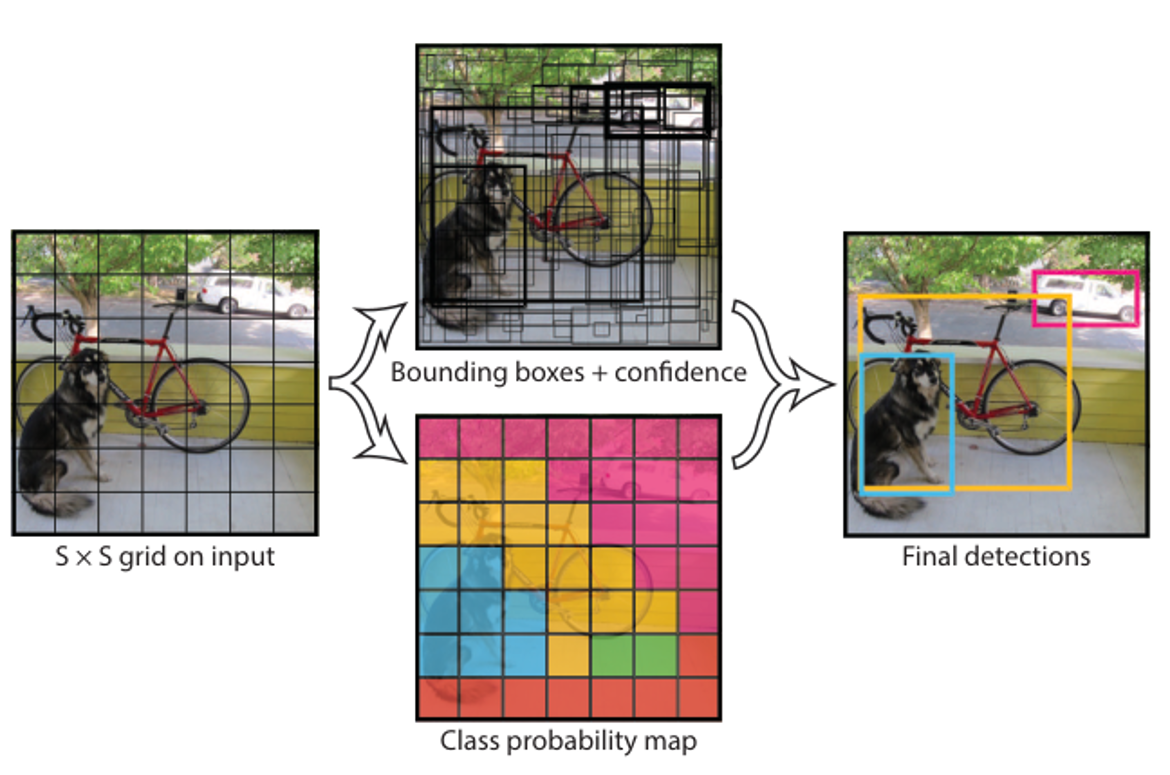 S × S grid on input
Bounding boxes + confidence
Class probability map
Final detections